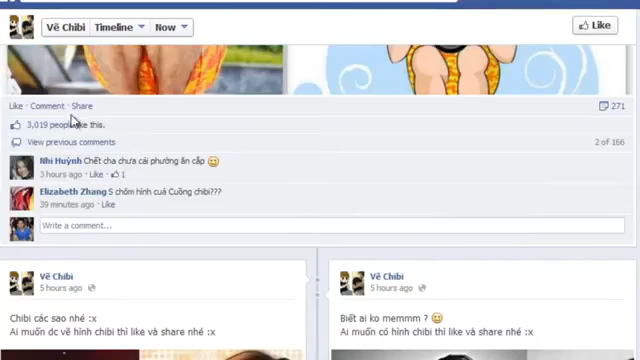 Vẽ Chibi
Timeline
Now
Like
Like · Comment · Share
271
3,019 people like this.
View previous comments
2 of 166
Nhi Huỳnh Chết cha chưa cái phường ăn cắp
3 hours ago · Like · 1
Elizabeth Zhang S chôm hình cuả Cuồng chibi???
39 minutes ago · Like
Write a comment...
Vẽ Chibi
5 hours ago
Chibi các sao nhé :x
Ai muốn dc vẽ hình chibi thì like và share nhé :x
Vẽ Chibi
5 hours ago
Biết ai ko memmm ?
Ai muốn có hình chibi thì like và share nhé :x